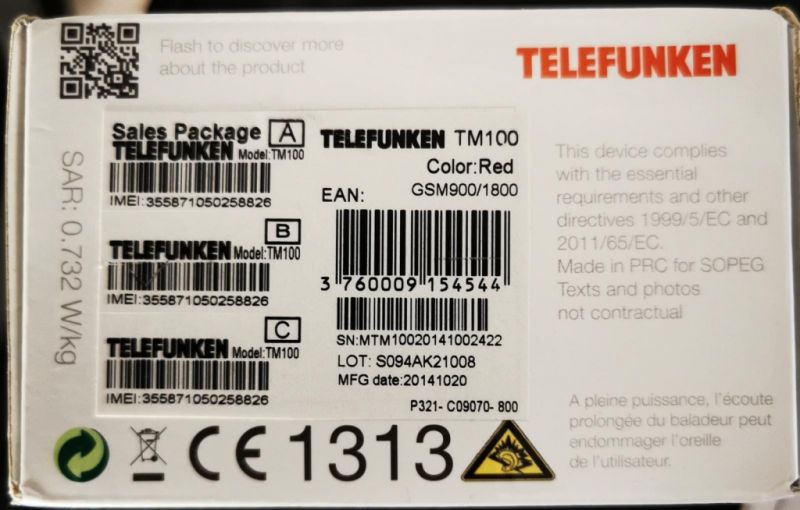 Flash to discover more
about the product
TELEFUNKEN
SAR: 0.732 W/kg
Sales Package A
TELEFUNKEN Model:TM100
IMEI:355871050258826
B
TELEFUNKEN Model:TM100
IMEI:355871050258826
C
TELEFUNKEN Model:TM100
IMEI:355871050258826
TELEFUNKEN TM100
Color:Red
GSM900/1800
EAN:
3 760009 154544
SN:MTM10020141002422
LOT: S094AK21008
MFG date:20141020
P321- C09070- 800
This device complies
with the essential
requirements and other
directives 1999/5/EC and
2011/65/EC.
Made in PRC for SOPEG
Texts and photos
not contractual
CE 1313
A pleine puissance, l'écoute
prolongée du baladeur peut
endommager l'oreille
de l'utilisateur.